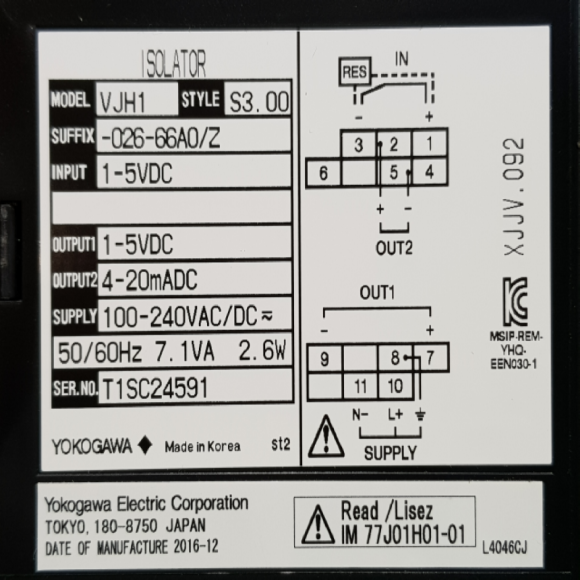 ISOLATOR
MODEL VJH1 STYLE S3.00
SUFFIX -026-66A0/Z
INPUT 1-5VDC
OUTPUT1 1-5VDC
OUTPUT2 4-20mADC
SUPPLY 100-240VAC/DC≂
50/60Hz 7.1VA 2.6W
SER.NO. T1SC24591
YOKOGAWA ◆ Made in Korea st2
RES IN
- +
3 2 1
6 5 4
+ -
OUT2
OUT1
- +
9 8 7
11 10
N- L+ ⏚
SUPPLY
XJJV.092
MSIP-REM-
YHQ-
EEN030-1
Yokogawa Electric Corporation
TOKYO, 180-8750 JAPAN
DATE OF MANUFACTURE 2016-12
Read /Lisez
IM 77J01H01-01
L4046CJ